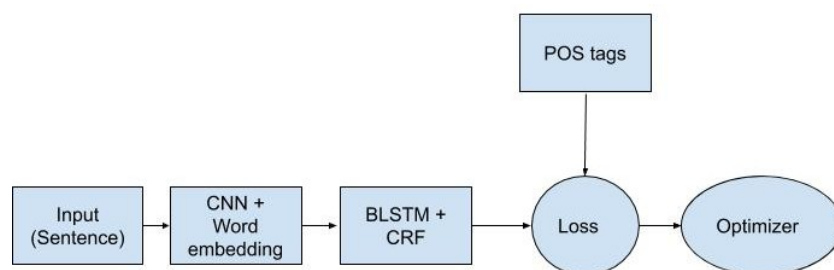 POS tags
Input
(Sentence)
CNN +
Word
embedding
BLSTM +
CRF
Loss
Optimizer